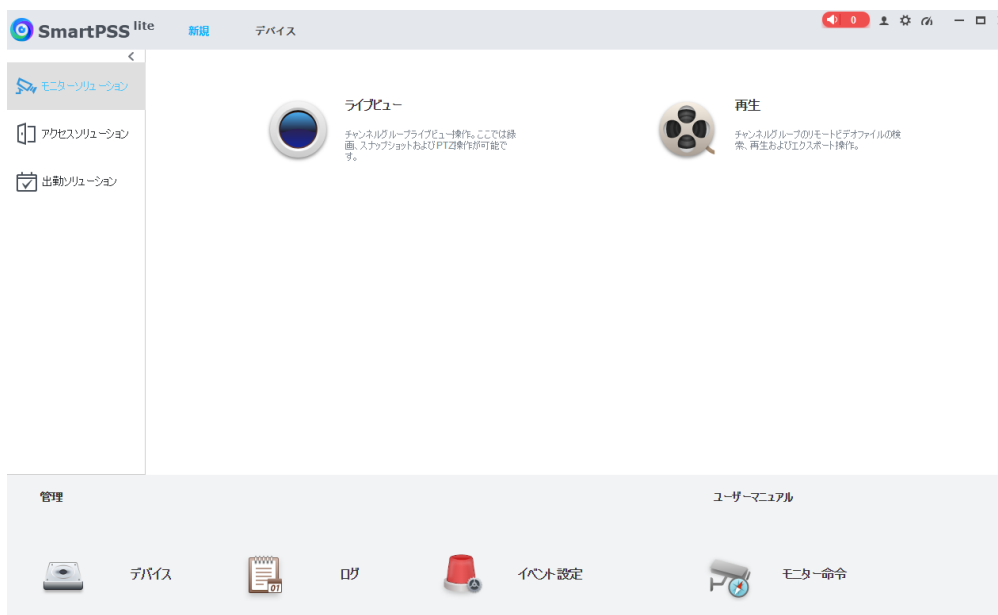 SmartPSS lite 新規 デバイス 0
モニターソリューション
アクセスソリューション
出勤ソリューション
ライブビュー
チャンネルグループライブビュー操作。ここでは録
画、スナップショットおよびPTZ操作が可能で
す。
再生
チャンネルグループのリモートビデオファイルの検
索、再生およびエクスポート操作。
管理
ユーザーマニュアル
01
デバイス
ログ
イベント設定
モニター命令